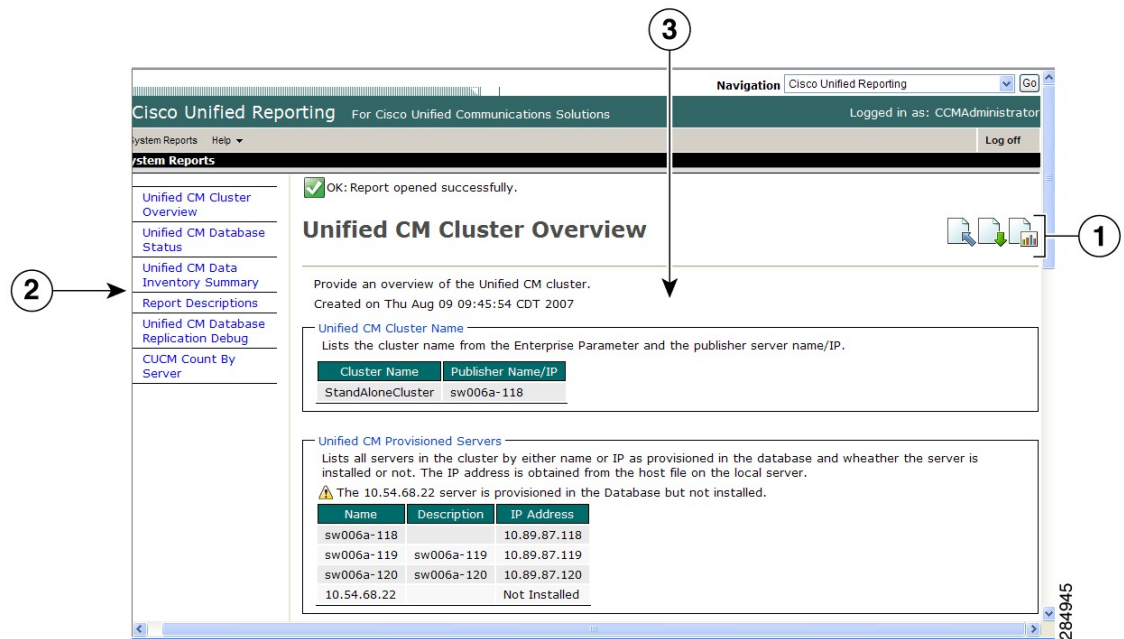 3
Navigation Cisco Unified Reporting Go
Cisco Unified Reporting For Cisco Unified Communications Solutions Logged in as: CCMAdministrator
System Reports Help Log off
ystem Reports
OK: Report opened successfully.
Unified CM Cluster
Overview
Unified CM Database
Status
Unified CM Data
Inventory Summary
Report Descriptions
Unified CM Database
Replication Debug
CUCM Count By
Server
2
Unified CM Cluster Overview
1
Provide an overview of the Unified CM cluster.
Created on Thu Aug 09 09:45:54 CDT 2007
Unified CM Cluster Name
Lists the cluster name from the Enterprise Parameter and the publisher server name/IP.
Cluster Name Publisher Name/IP
StandAloneCluster sw006a-118
Unified CM Provisioned Servers
Lists all servers in the cluster by either name or IP as provisioned in the database and wheather the server is
installed or not. The IP address is obtained from the host file on the local server.
The 10.54.68.22 server is provisioned in the Database but not installed.
Name Description IP Address
sw006a-118 10.89.87.118
sw006a-119 sw006a-119 10.89.87.119
sw006a-120 sw006a-120 10.89.87.120
10.54.68.22 Not Installed
284945